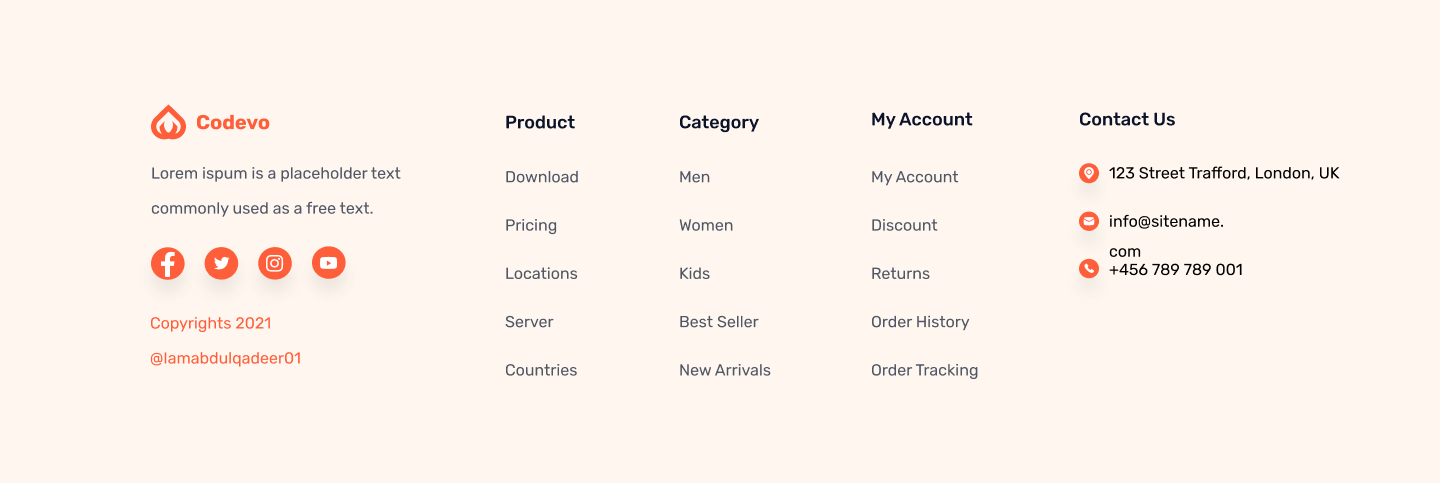 Codevo
Lorem ispum is a placeholder text
commonly used as a free text.
Copyrights 2021
@lamabdulqadeer01
Product
Download
Pricing
Locations
Server
Countries
Category
Men
Women
Kids
Best Seller
New Arrivals
My Account
My Account
Discount
Returns
Order History
Order Tracking
Contact Us
123 Street Trafford, London, UK
info@sitename.
com
+456 789 789 001